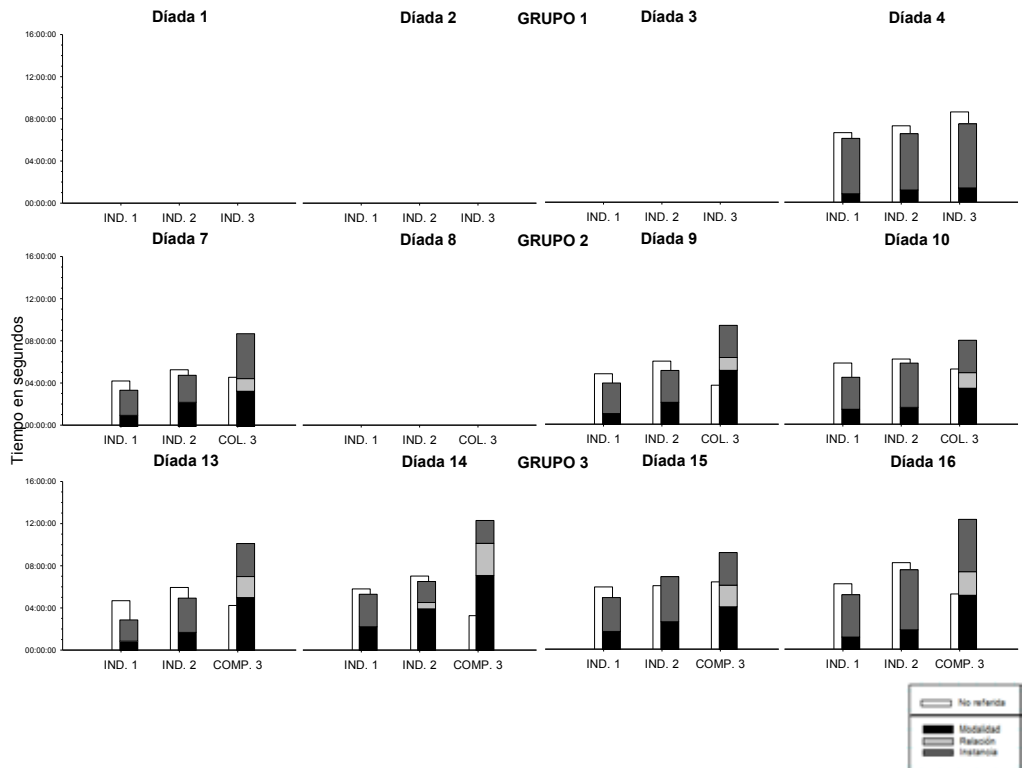 Díada 1 Díada 2 GRUPO 1 Díada 3 Díada 4
16:00:00
12:00:00
08:00:00
04:00:00
00:00:00
IND. 1 IND. 2 IND. 3 IND. 1 IND. 2 IND. 3 IND. 1 IND. 2 IND. 3 IND. 1 IND. 2 IND. 3
Díada 7 Díada 8 GRUPO 2 Díada 9 Díada 10
16:00:00
12:00:00
08:00:00
04:00:00
00:00:00
Tiempo en segundos
IND. 1 IND. 2 COL. 3 IND. 1 IND. 2 COL. 3 IND. 1 IND. 2 COL. 3 IND. 1 IND. 2 COL. 3
Díada 13 Díada 14 GRUPO 3 Díada 15 Díada 16
16:00:00
12:00:00
08:00:00
04:00:00
00:00:00
IND. 1 IND. 2 COMP. 3 IND. 1 IND. 2 COMP. 3 IND. 1 IND. 2 COMP. 3 IND. 1 IND. 2 COMP. 3
No referida
Modalidad
Relación
Instancia